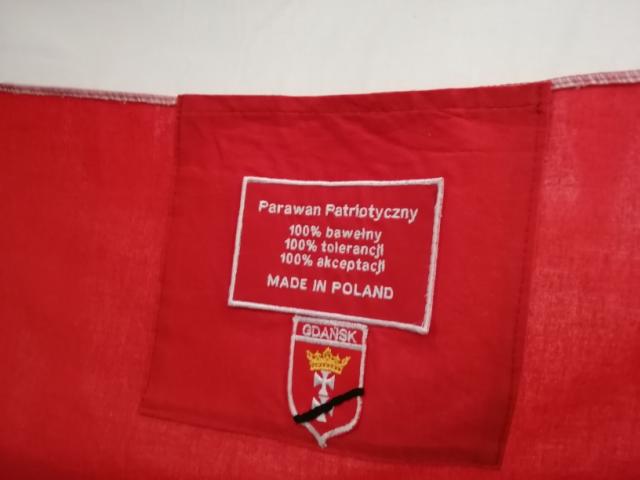 Parawan Patriotyczny
100% bawełny
100% tolerancji
100% akceptacji
MADE IN POLAND
GDAŃSK